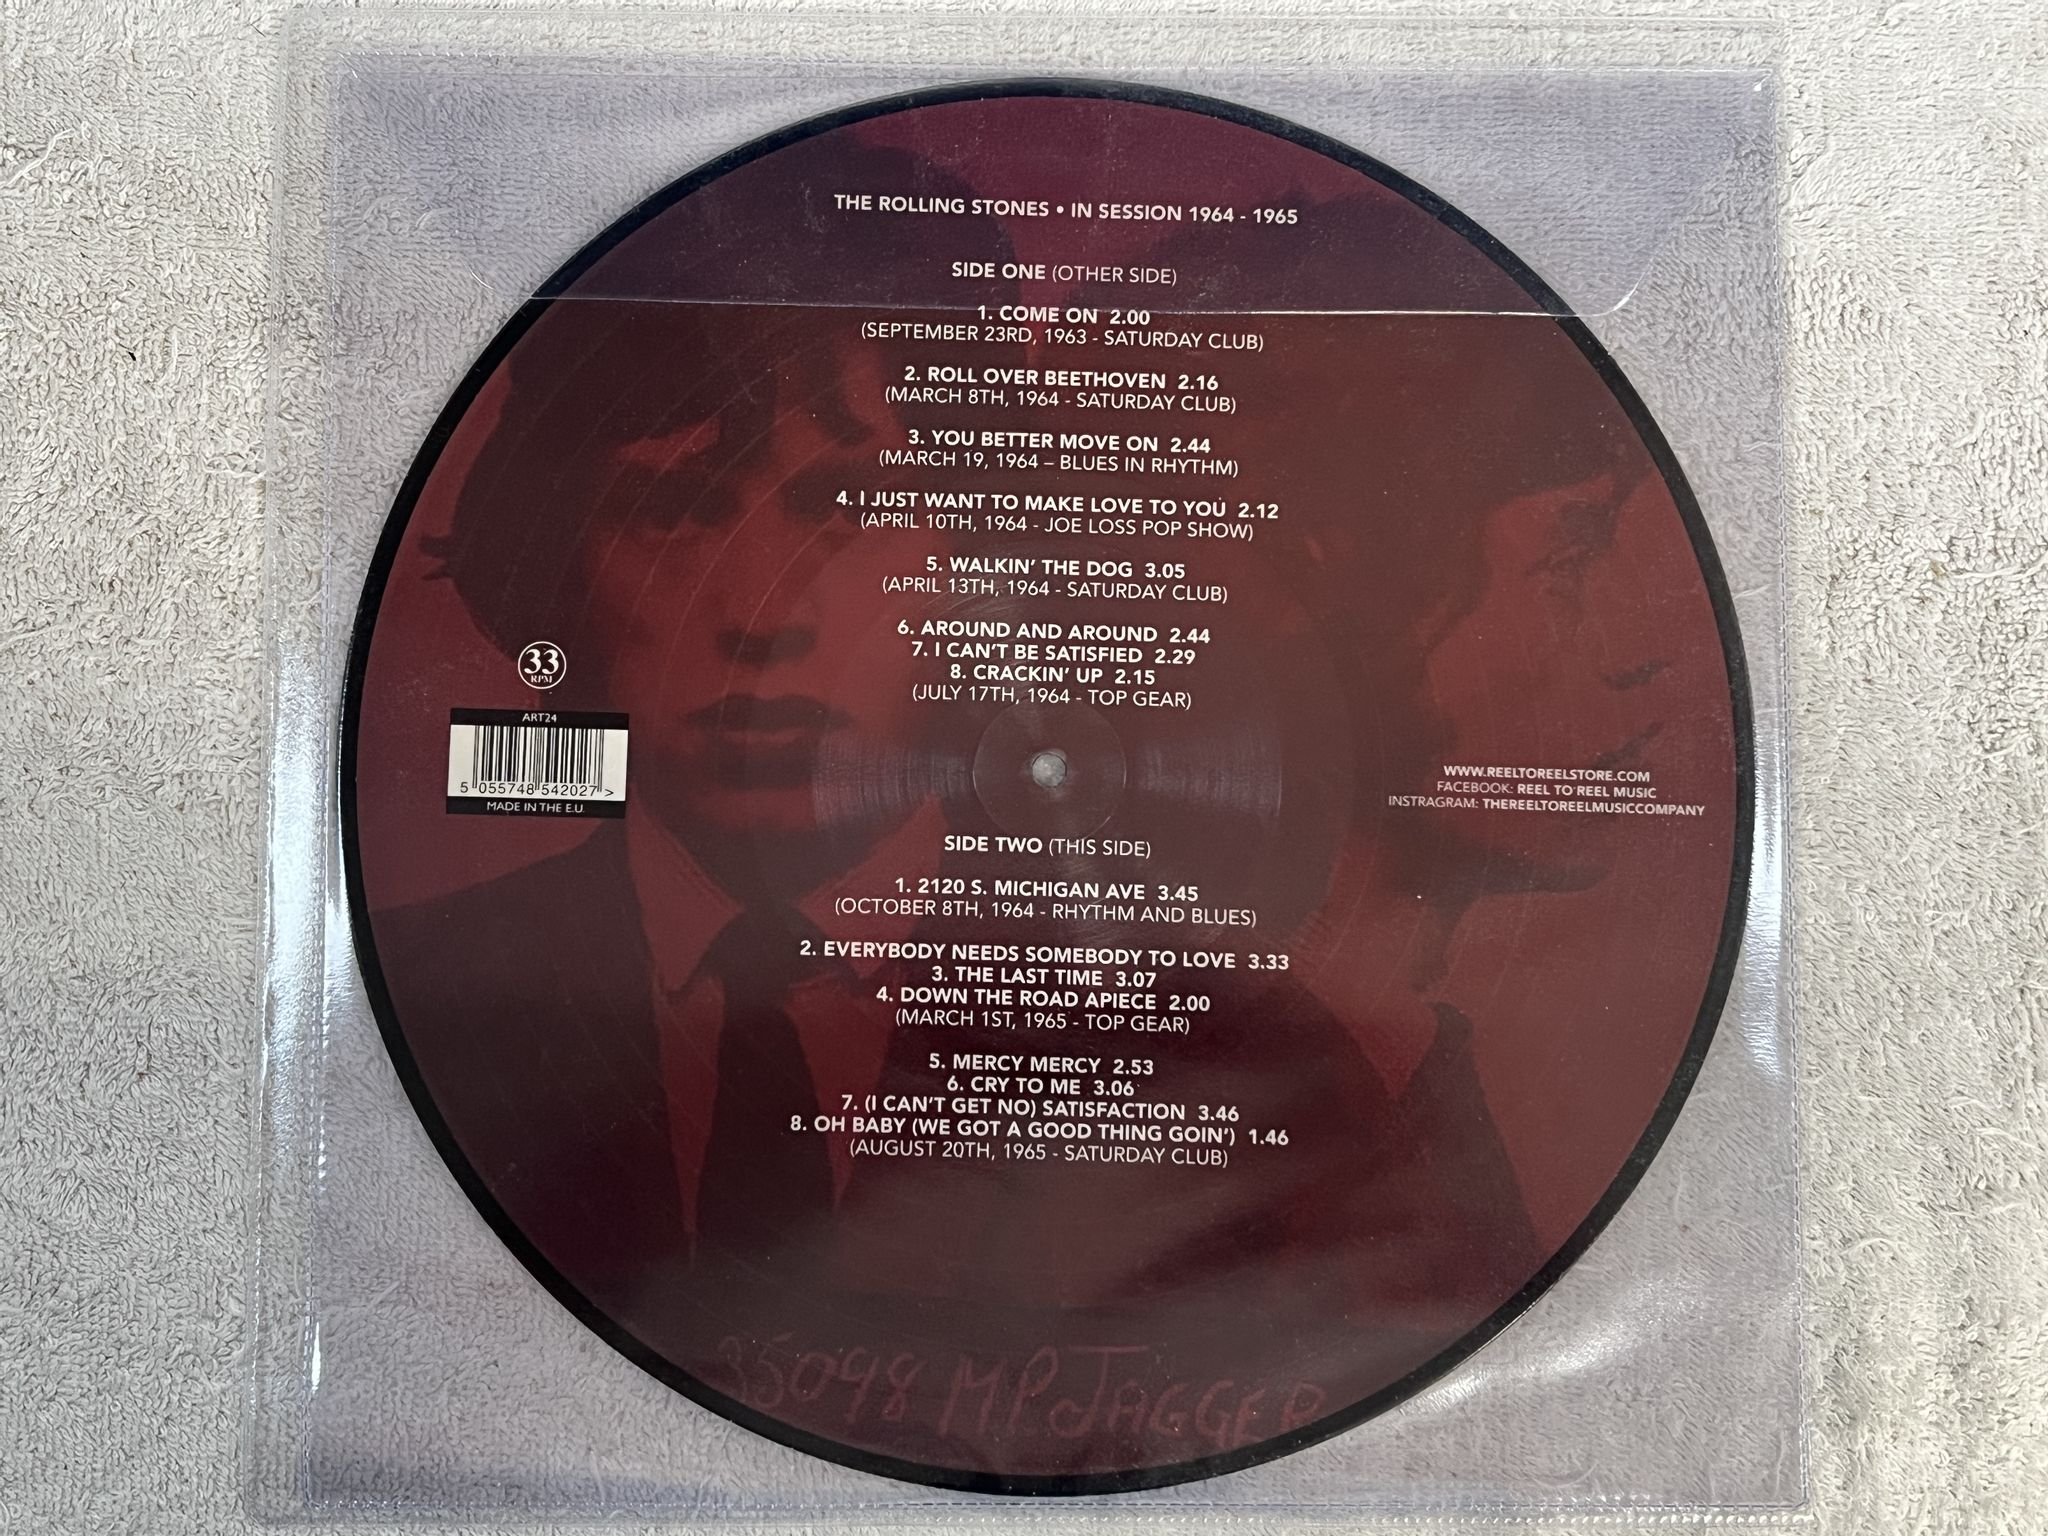 THE ROLLING STONES • IN SESSION 1964 - 1965
SIDE ONE (OTHER SIDE)
1. COME ON 2.00
(SEPTEMBER 23RD, 1963 - SATURDAY CLUB)
2. ROLL OVER BEETHOVEN 2.16
(MARCH 8TH, 1964 - SATURDAY CLUB)
3. YOU BETTER MOVE ON 2.44
(MARCH 19, 1964 – BLUES IN RHYTHM)
4. I JUST WANT TO MAKE LOVE TO YOU 2.12
(APRIL 10TH, 1964 - JOE LOSS POP SHOW)
5. WALKIN' THE DOG 3.05
(APRIL 13TH, 1964 - SATURDAY CLUB)
6. AROUND AND AROUND 2.44
7. I CAN'T BE SATISFIED 2.29
8. CRACKIN' UP 2.15
(JULY 17TH, 1964 - TOP GEAR)
33
RPM
ART24
5 055748 542027 >
MADE IN THE E.U.
WWW.REELTOREELSTORE.COM
FACEBOOK: REEL TO REEL MUSIC
INSTRAGRAM: THEREELTOREELMUSICCOMPANY
SIDE TWO (THIS SIDE)
1. 2120 S. MICHIGAN AVE 3.45
(OCTOBER 8TH, 1964 - RHYTHM AND BLUES)
2. EVERYBODY NEEDS SOMEBODY TO LOVE 3.33
3. THE LAST TIME 3.07
4. DOWN THE ROAD APIECE 2.00
(MARCH 1ST, 1965 - TOP GEAR)
5. MERCY MERCY 2.53
6. CRY TO ME 3.06
7. (I CAN'T GET NO) SATISFACTION 3.46
8. OH BABY (WE GOT A GOOD THING GOIN') 1.46
(AUGUST 20TH, 1965 - SATURDAY CLUB)
35098 MP JAGGER